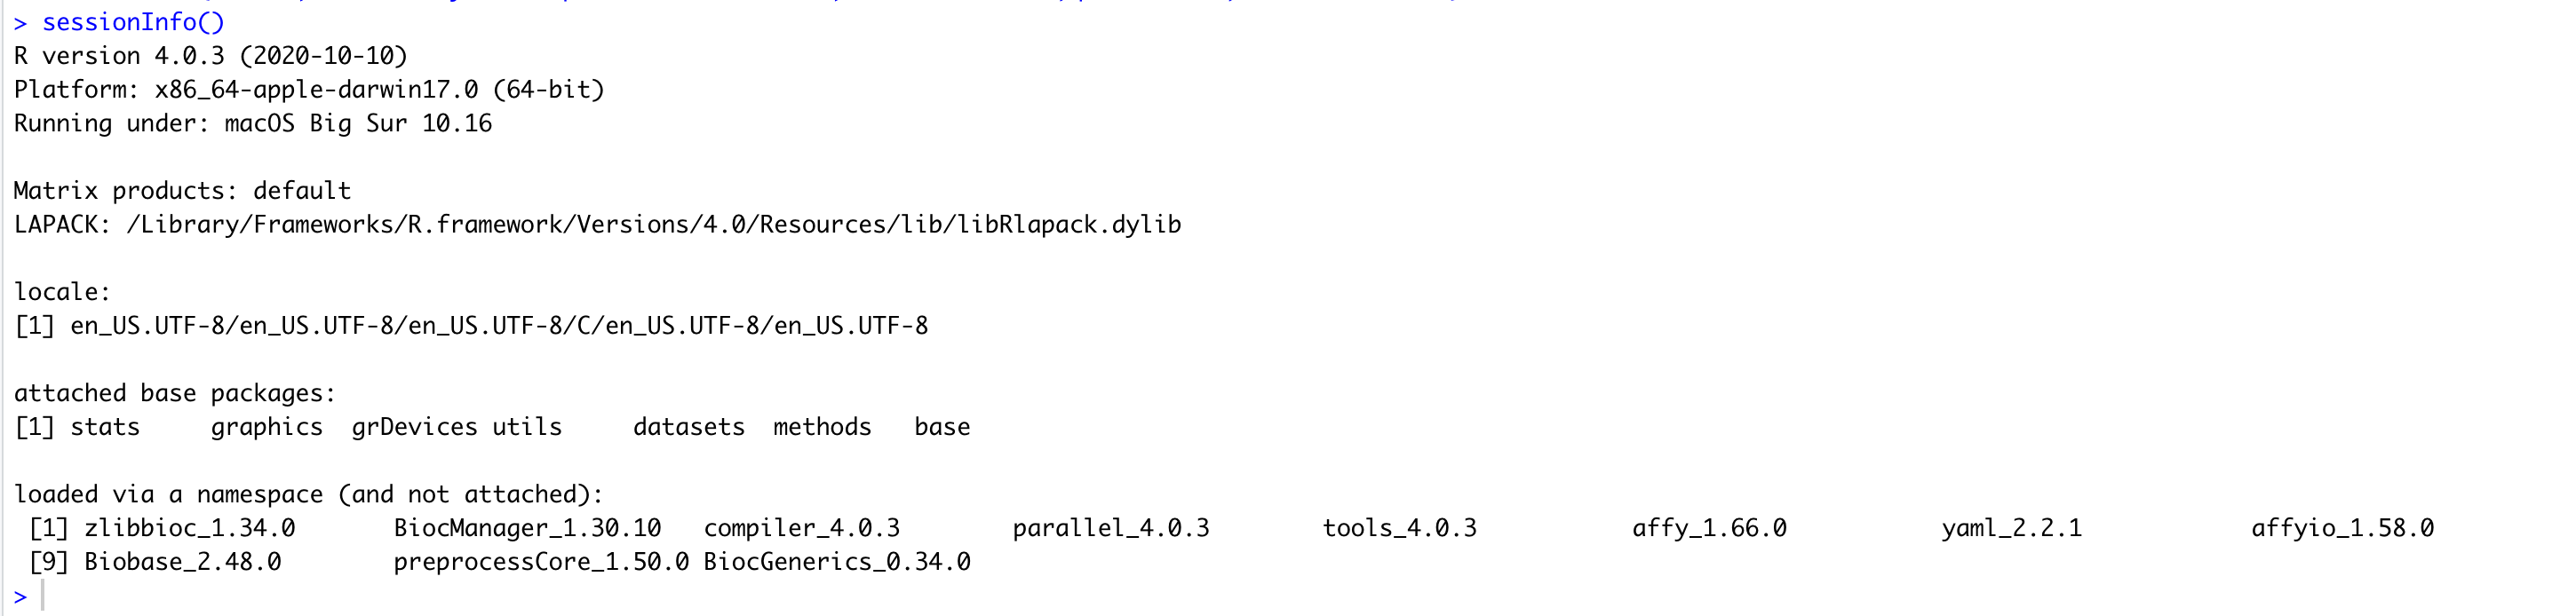 > sessionInfo()
R version 4.0.3 (2020-10-10)
Platform: x86_64-apple-darwin17.0 (64-bit)
Running under: macOS Big Sur 10.16
Matrix products: default
LAPACK: /Library/Frameworks/R.framework/Versions/4.0/Resources/lib/libRlapack.dylib
locale:
[1] en_US.UTF-8/en_US.UTF-8/en_US.UTF-8/C/en_US.UTF-8/en_US.UTF-8
attached base packages:
[1] stats     graphics  grDevices utils     datasets  methods   base
loaded via a namespace (and not attached):
 [1] zlibbioc_1.34.0       BiocManager_1.30.10   compiler_4.0.3        parallel_4.0.3        tools_4.0.3           affy_1.66.0           yaml_2.2.1            affyio_1.58.0
 [9] Biobase_2.48.0        preprocessCore_1.50.0 BiocGenerics_0.34.0
>